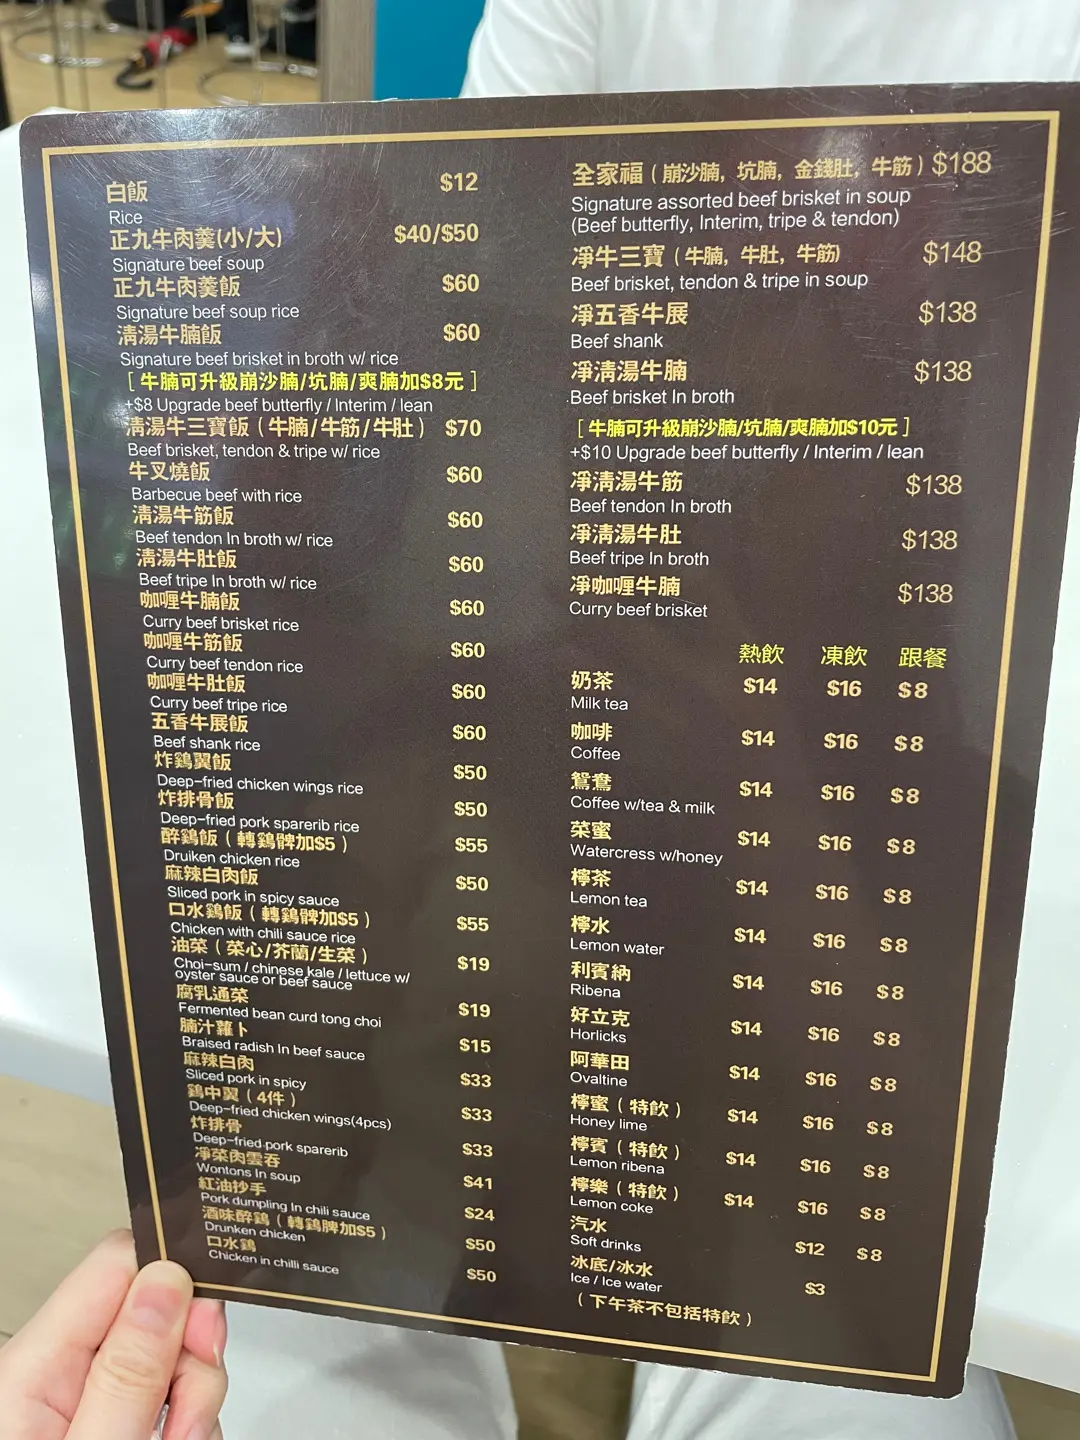 白飯 $12
Rice
正九牛肉羹(小/大) $40/$50
Signature beef soup
正九牛肉羹飯 $60
Signature beef soup rice
清湯牛腩飯 $60
Signature beef brisket in broth w/ rice
[ 牛腩可升級崩沙腩/坑腩/爽腩加$8元 ]
+$8 Upgrade beef butterfly / Interim / lean
清湯牛三寶飯 ( 牛腩/牛筋/牛肚 ) $70
Beef brisket, tendon & tripe w/ rice
牛叉燒飯 $60
Barbecue beef with rice
清湯牛筋飯 $60
Beef tendon In broth w/ rice
清湯牛肚飯 $60
Beef tripe In broth w/ rice
咖喱牛腩飯 $60
Curry beef brisket rice
咖喱牛筋飯 $60
Curry beef tendon rice
咖喱牛肚飯 $60
Curry beef tripe rice
五香牛展飯 $60
Beef shank rice
炸鷄翼飯 $50
Deep-fried chicken wings rice
炸排骨飯 $50
Deep-fried pork sparerib rice
醉鷄飯 ( 轉鷄髀加$5 ) $55
Druiken chicken rice
麻辣白肉飯 $50
Sliced pork in spicy sauce
口水鷄飯 ( 轉鷄髀加$5 ) $55
Chicken with chili sauce rice
油菜 ( 菜心/芥蘭/生菜 ) $19
Choi-sum / chinese kale / lettuce w/
oyster sauce or beef sauce
腐乳通菜 $19
Fermented bean curd tong choi
腩汁蘿卜 $15
Braised radish In beef sauce
麻辣白肉 $33
Sliced pork in spicy
鷄中翼 ( 4件 ) $33
Deep-fried chicken wings(4pcs)
炸排骨 $33
Deep-fried pork sparerib
凈菜肉雲吞 $41
Wontons In soup
紅油抄手 $24
Pork dumpling In chili sauce
酒味醉鷄 ( 轉鷄髀加$5 ) $50
Drunken chicken
口水鷄 $50
Chicken in chilli sauce
全家福 ( 崩沙腩, 坑腩, 金錢肚, 牛筋 ) $188
Signature assorted beef brisket in soup
(Beef butterfly, Interim, tripe & tendon)
凈牛三寶 ( 牛腩, 牛肚, 牛筋) $148
Beef brisket, tendon & tripe in soup
凈五香牛展 $138
Beef shank
凈清湯牛腩 $138
Beef brisket In broth
[ 牛腩可升級崩沙腩/坑腩/爽腩加$10元 ]
+$10 Upgrade beef butterfly / Interim / lean
凈清湯牛筋 $138
Beef tendon In broth
凈清湯牛肚 $138
Beef tripe In broth
凈咖喱牛腩 $138
Curry beef brisket
熱飲 凍飲 跟餐
奶茶 $14 $16 $8
Milk tea
咖啡 $14 $16 $8
Coffee
鴛鴦 $14 $16 $8
Coffee w/tea & milk
菜蜜 $14 $16 $8
Watercress w/honey
檸茶 $14 $16 $8
Lemon tea
檸水 $14 $16 $8
Lemon water
利賓納 $14 $16 $8
Ribena
好立克 $14 $16 $8
Horlicks
阿華田 $14 $16 $8
Ovaltine
檸蜜 ( 特飲 ) $14 $16 $8
Honey lime
檸賓 ( 特飲 ) $14 $16 $8
Lemon ribena
檸樂 ( 特飲 ) $14 $16 $8
Lemon coke
汽水 $12 $8
Soft drinks
冰底/冰水 $3
Ice / Ice water
( 下午茶不包括特飲 )